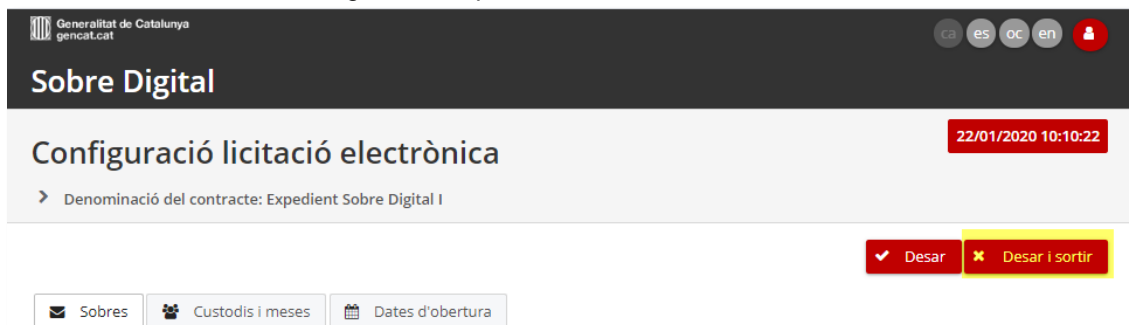 Generalitat de Catalunya
gencat.cat
ca es oc en
Sobre Digital
22/01/2020 10:10:22
Configuració licitació electrònica
Denominació del contracte: Expedient Sobre Digital I
Desar Desar i sortir
Sobres Custodis i meses Dates d'obertura